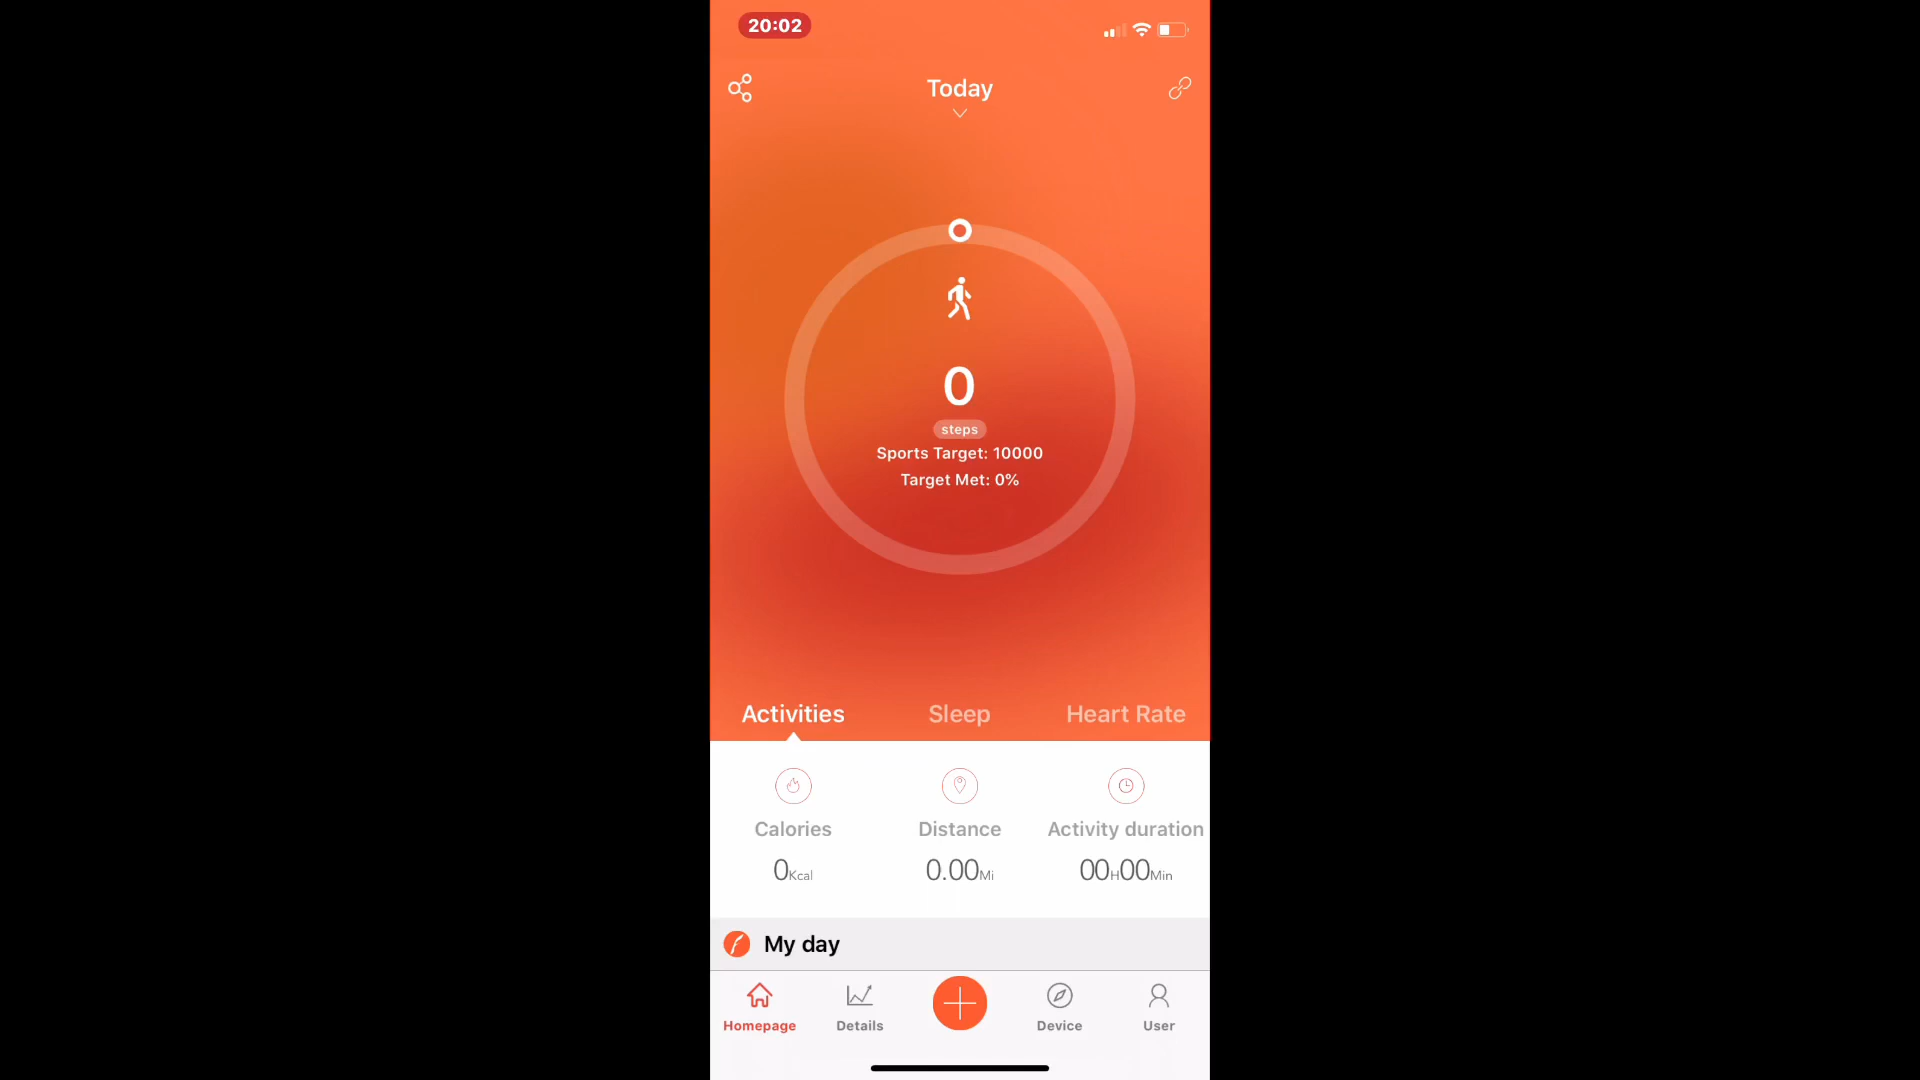 20:02
Today
0
steps
Sports Target: 10000
Target Met: 0%
Activities Sleep Heart Rate
Calories Distance Activity duration
0Kcal 0.00Mi 00H00Min
My day
Homepage Details Device User